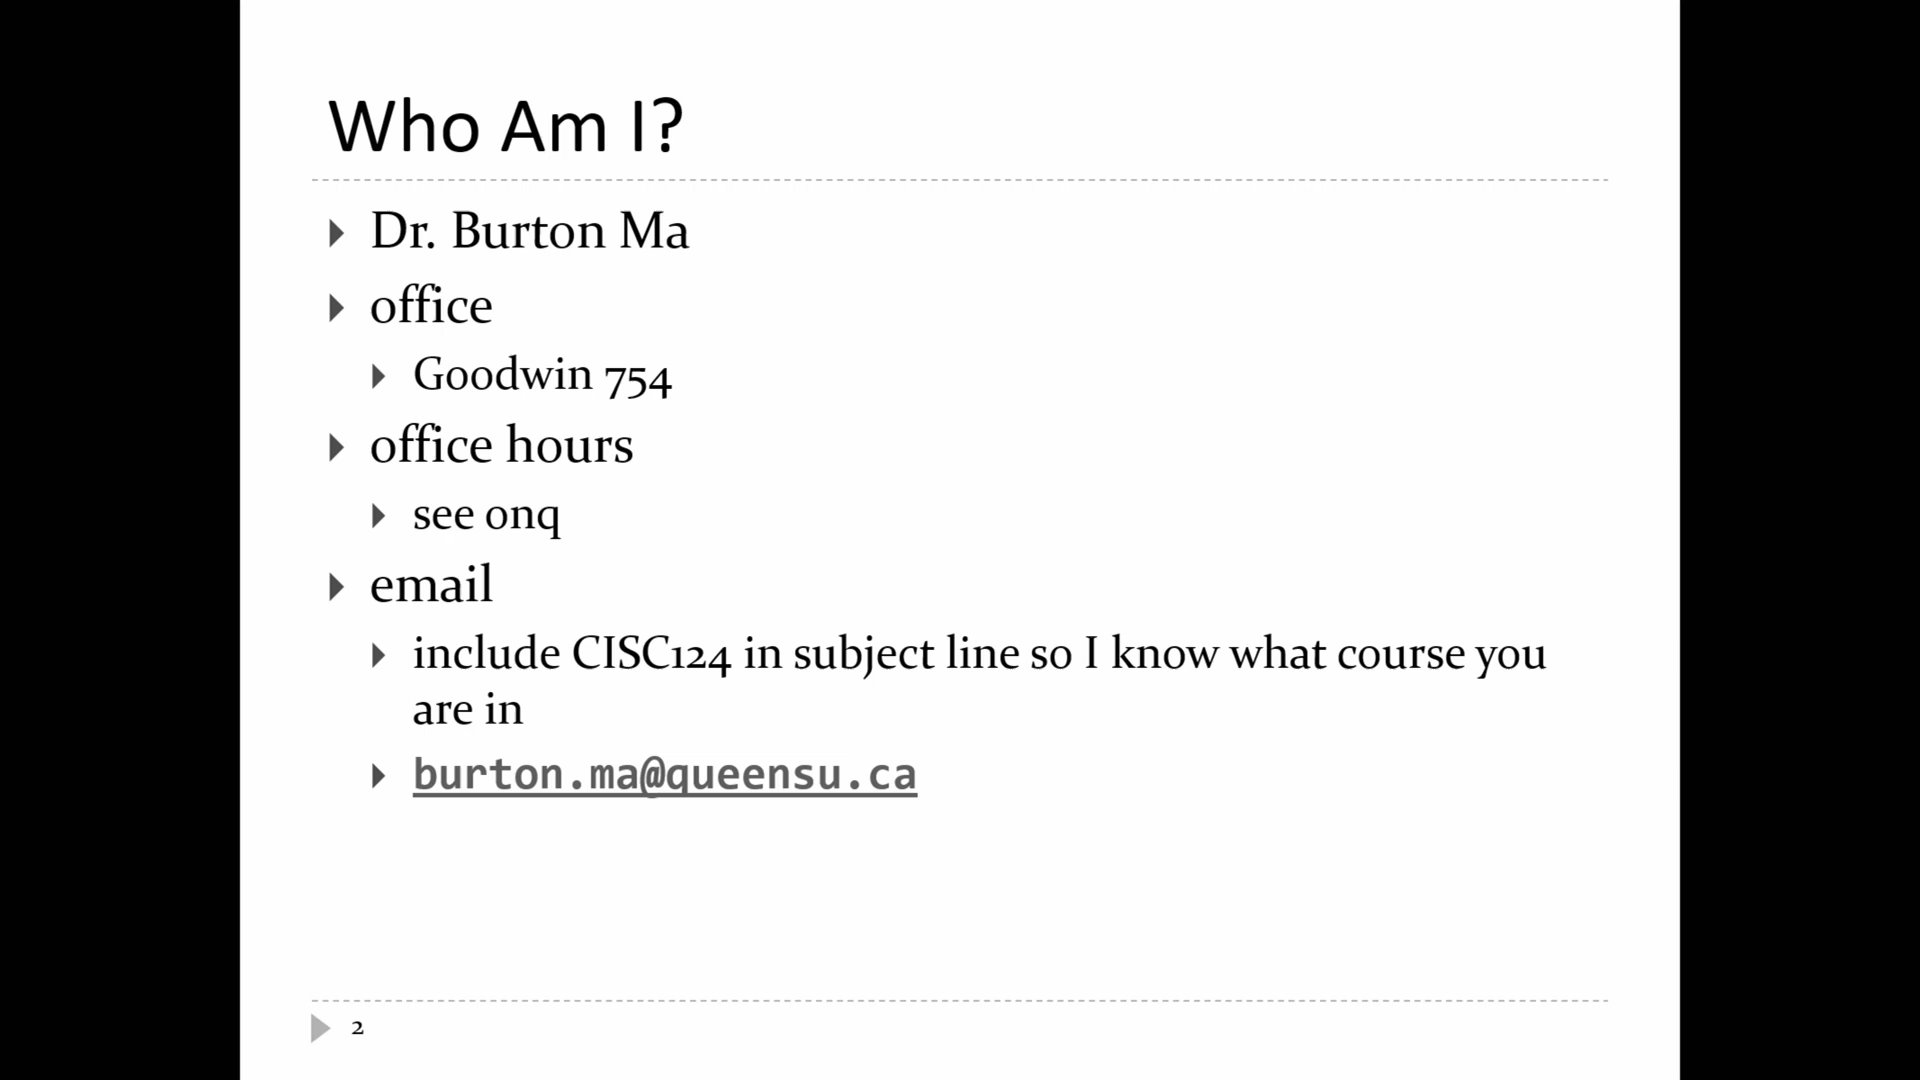 Who Am I?
Dr. Burton Ma
office
Goodwin 754
office hours
see onq
email
include CISC124 in subject line so I know what course you
are in
burton.ma@queensu.ca
2